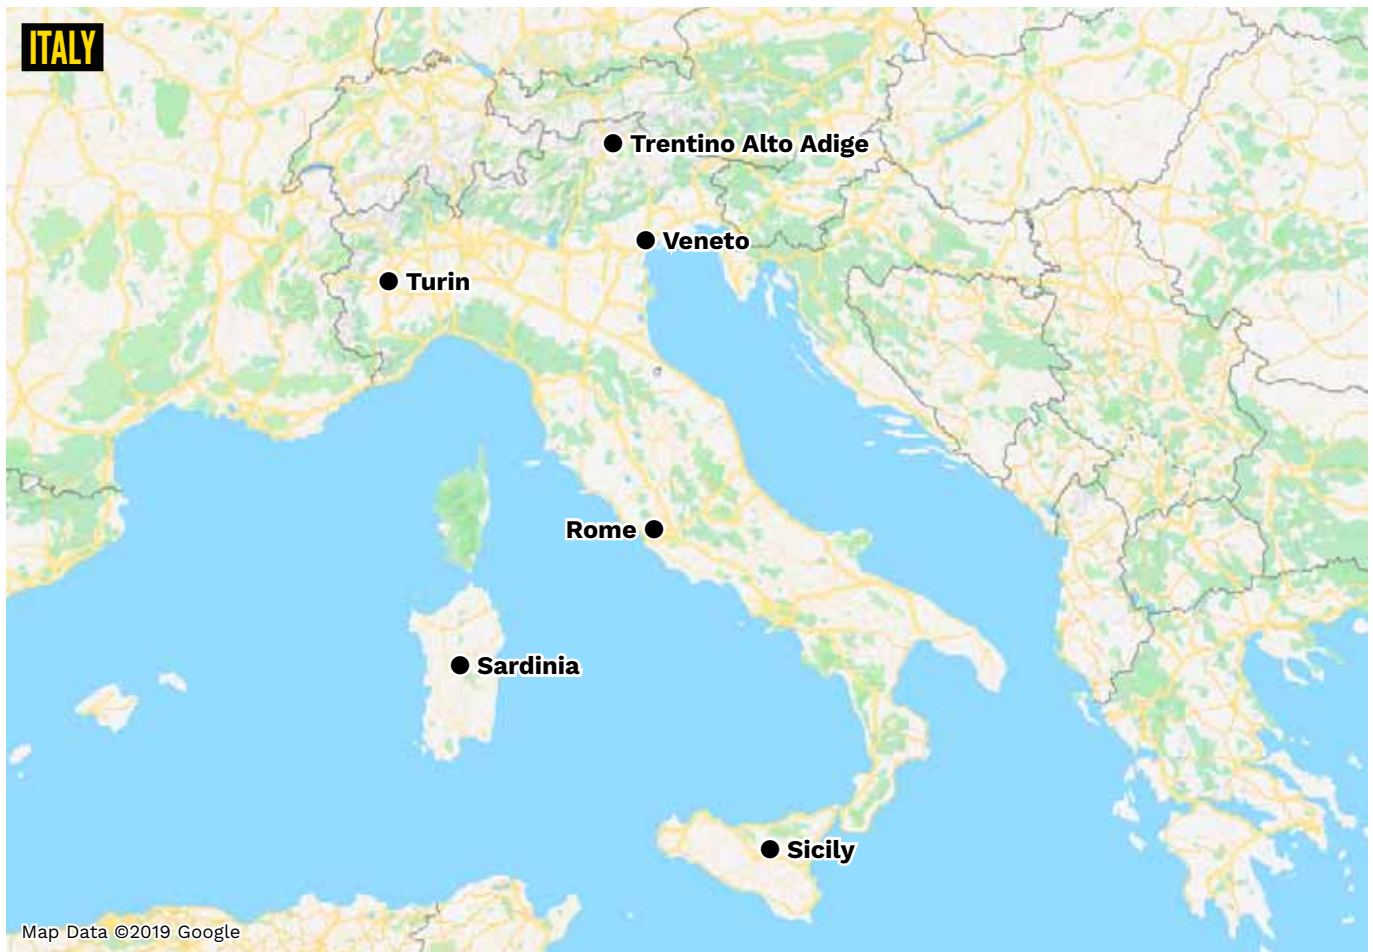 ITALY
Trentino Alto Adige
Veneto
Turin
Rome
Sardinia
Sicily
Map Data ©2019 Google